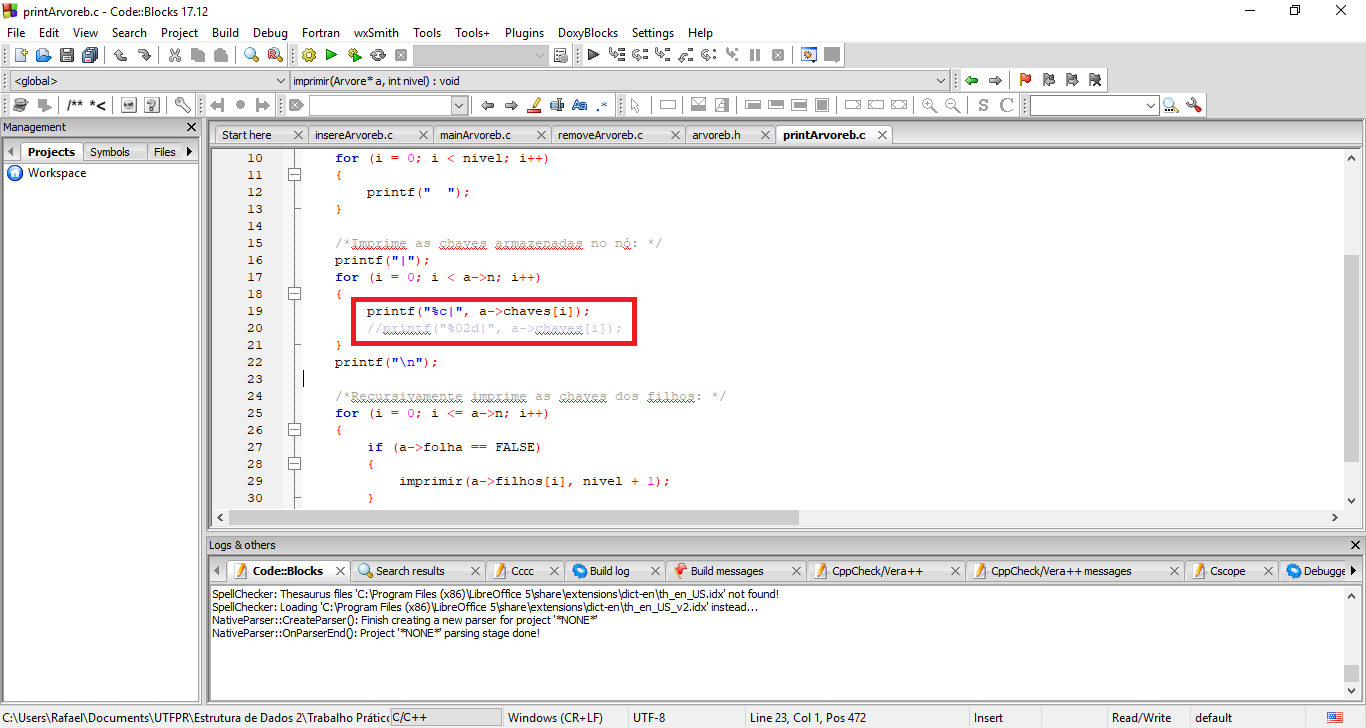 printArvoreb.c - Code::Blocks 17.12
File Edit View Search Project Build Debug Fortran wxSmith Tools Tools+ Plugins DoxyBlocks Settings Help
<global> imprimir(Arvore* a, int nivel) : void
/** *<
Aa .* S C
Management
Projects Symbols Files
Workspace
Start here insereArvoreb.c mainArvoreb.c removeArvoreb.c arvoreb.h printArvoreb.c
10 for (i = 0; i < nivel; i++)
11 {
12 printf("  ");
13 }
14
15 /*Imprime as chaves armazenadas no nó: */
16 printf("|");
17 for (i = 0; i < a->n; i++)
18 {
19 printf("%c|", a->chaves[i]);
20 //printf("%02d|", a->chaves[i]);
21 }
22 printf("\n");
23
24 /*Recursivamente imprime as chaves dos filhos: */
25 for (i = 0; i <= a->n; i++)
26 {
27 if (a->folha == FALSE)
28 {
29 imprimir(a->filhos[i], nivel + 1);
30 }
Logs & others
Code::Blocks Search results Cccc Build log Build messages CppCheck/Vera++ CppCheck/Vera++ messages Cscope Debugge
SpellChecker: Thesaurus files 'C:\Program Files (x86)\LibreOffice 5\share\extensions\dict-en\th_en_US.idx' not found!
SpellChecker: Loading 'C:\Program Files (x86)\LibreOffice 5\share\extensions\dict-en\th_en_US_v2.idx' instead...
NativeParser::CreateParser(): Finish creating a new parser for project '*NONE*'
NativeParser::OnParserEnd(): Project '*NONE*' parsing stage done!
C:\Users\Rafael\Documents\UTFPR\Estrutura de Dados 2\Trabalho Prático C/C++ Windows (CR+LF) UTF-8 Line 23, Col 1, Pos 472 Insert Read/Write default